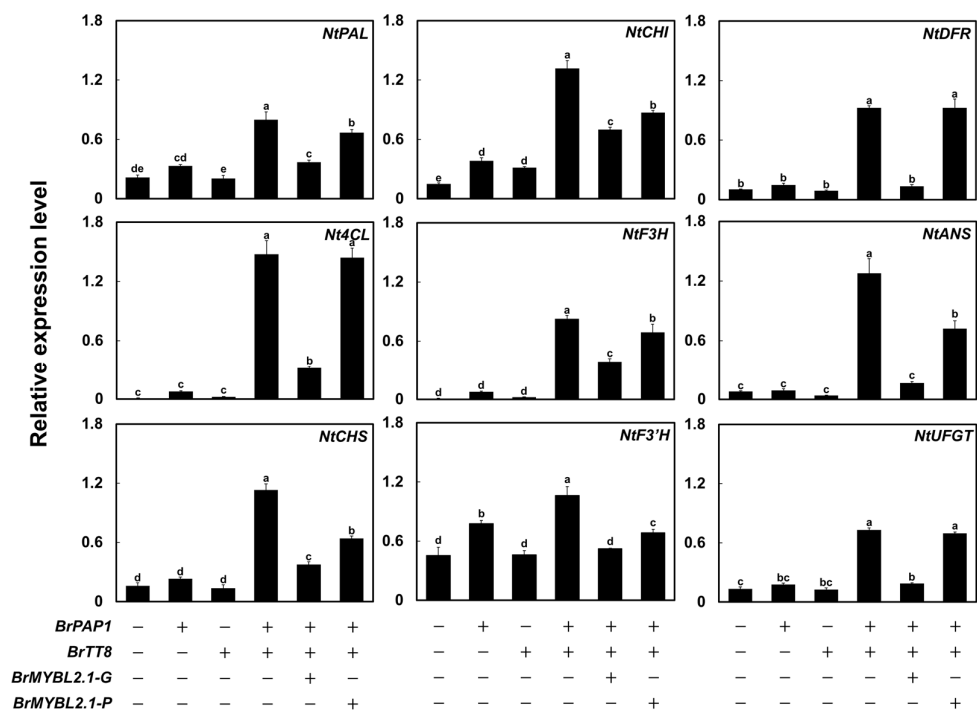 Relative expression level
1.8
1.2
0.6
0
NtPAL
de
cd
e
a
c
b
1.8
1.2
0.6
0
NtCHI
e
d
d
a
c
b
1.8
1.2
0.6
0
NtDFR
b
b
b
a
b
a
1.8
1.2
0.6
0
Nt4CL
c
c
c
a
b
a
1.8
1.2
0.6
0
NtF3H
d
d
d
a
c
b
1.8
1.2
0.6
0
NtANS
c
c
c
a
c
b
1.8
1.2
0.6
0
NtCHS
d
d
d
a
c
b
1.8
1.2
0.6
0
NtF3'H
d
b
d
a
d
c
1.8
1.2
0.6
0
NtUFGT
c
bc
bc
a
b
a
BrPAP1 − + − + + + − + − + + + − + − + + +
BrTT8 − − + + + + − − + + + + − − + + + +
BrMYBL2.1-G − − − − + − − − − − + − − − − − + −
BrMYBL2.1-P − − − − − + − − − − − + − − − − − +